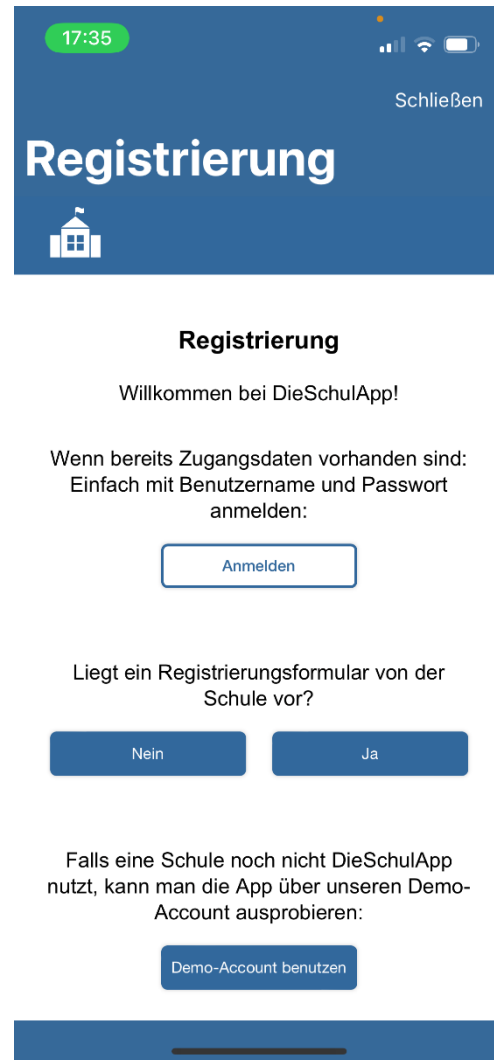 17:35
Schließen
Registrierung
Registrierung
Willkommen bei DieSchulApp!
Wenn bereits Zugangsdaten vorhanden sind:
Einfach mit Benutzername und Passwort
anmelden:
Anmelden
Liegt ein Registrierungsformular von der
Schule vor?
Nein
Ja
Falls eine Schule noch nicht DieSchulApp
nutzt, kann man die App über unseren Demo-
Account ausprobieren:
Demo-Account benutzen